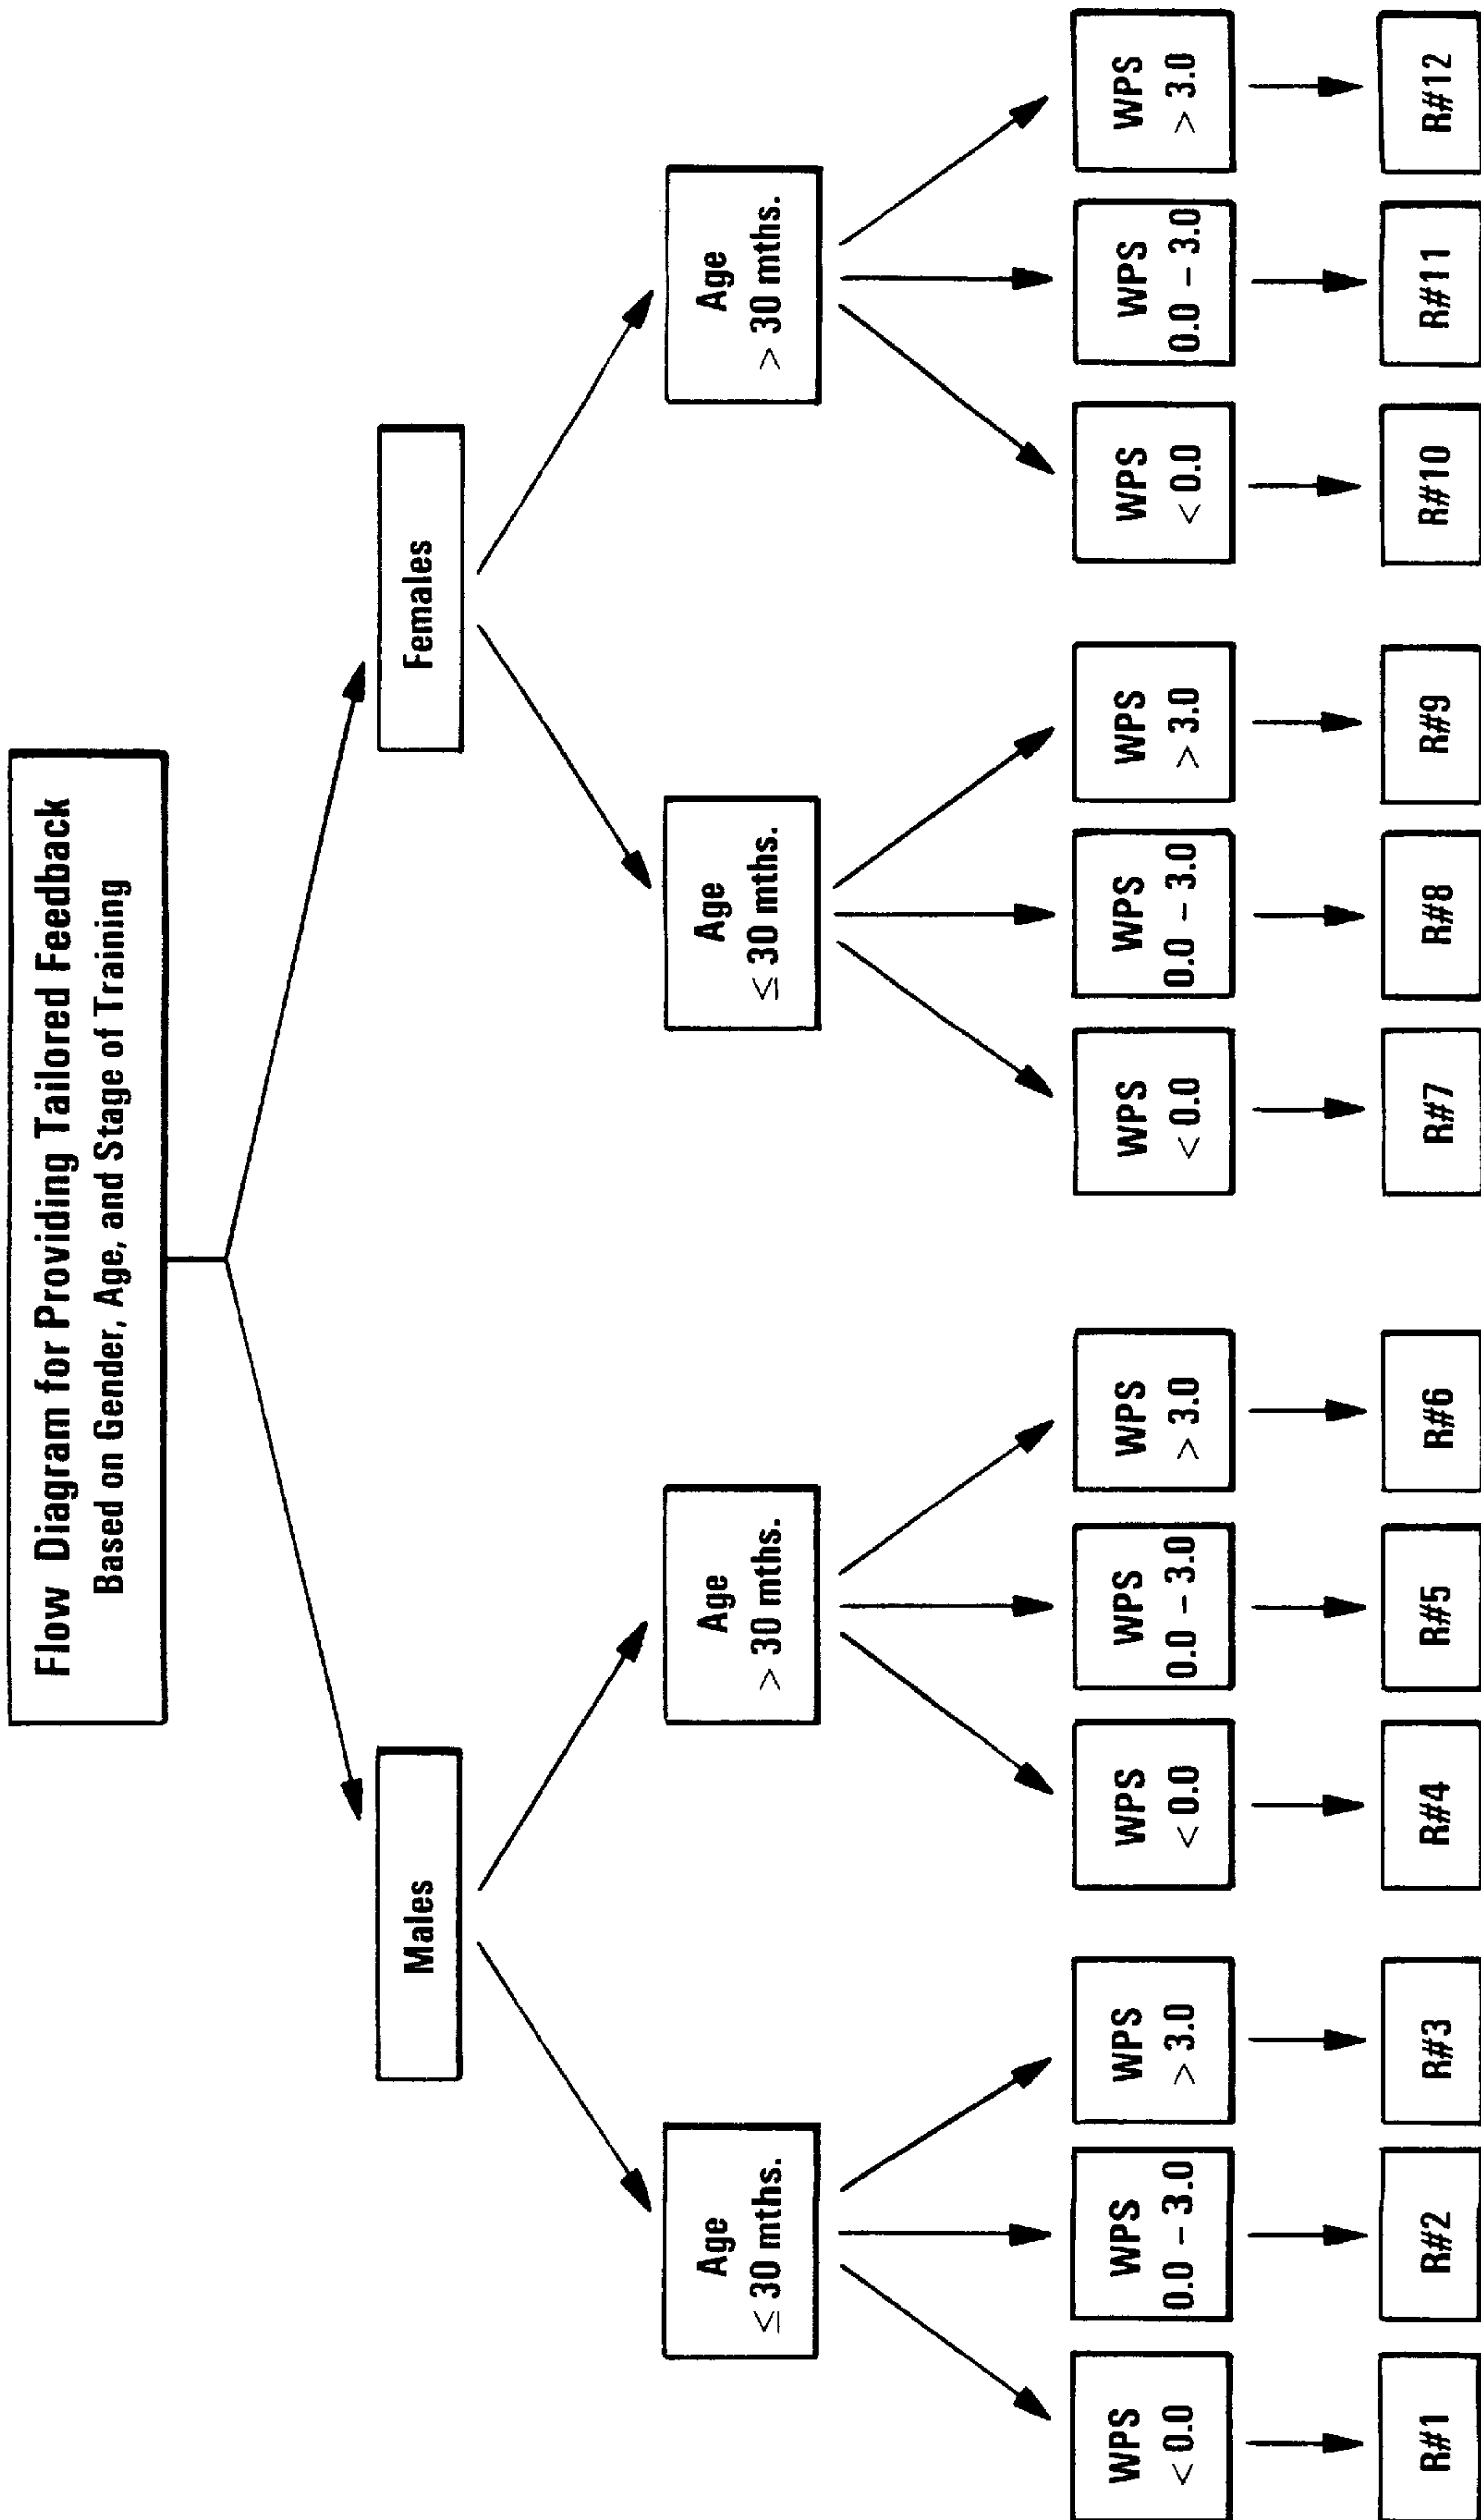 Flow Diagram for Providing Tailored Feedback
Based on Gender, Age, and Stage of Training
Males
Females
Age
≤ 30 mths.
Age
> 30 mths.
Age
≤ 30 mths.
Age
> 30 mths.
WPS
< 0.0
WPS
0.0 – 3.0
WPS
> 3.0
WPS
< 0.0
WPS
0.0 – 3.0
WPS
> 3.0
WPS
< 0.0
WPS
0.0 – 3.0
WPS
> 3.0
WPS
< 0.0
WPS
0.0 – 3.0
WPS
> 3.0
R#1
R#2
R#3
R#4
R#5
R#6
R#7
R#8
R#9
R#10
R#11
R#12